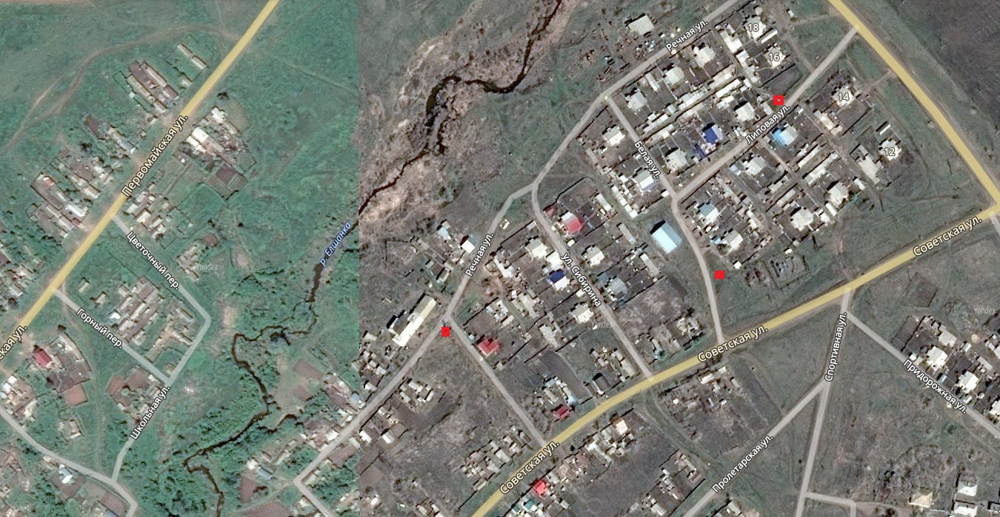 Речная ул.
18
16
14
Липовая ул.
12
Первомайская ул.
Белая ул.
р. Елшанка
Советская ул.
Цветочный пер.
Речная ул.
ул. Сибирина
Yandex
Горный пер.
Yandex
Yandex
ская ул.
Советская ул.
Спортивная ул.
Придорожная ул.
Школьная ул.
Советская ул.
Пролетарская ул.